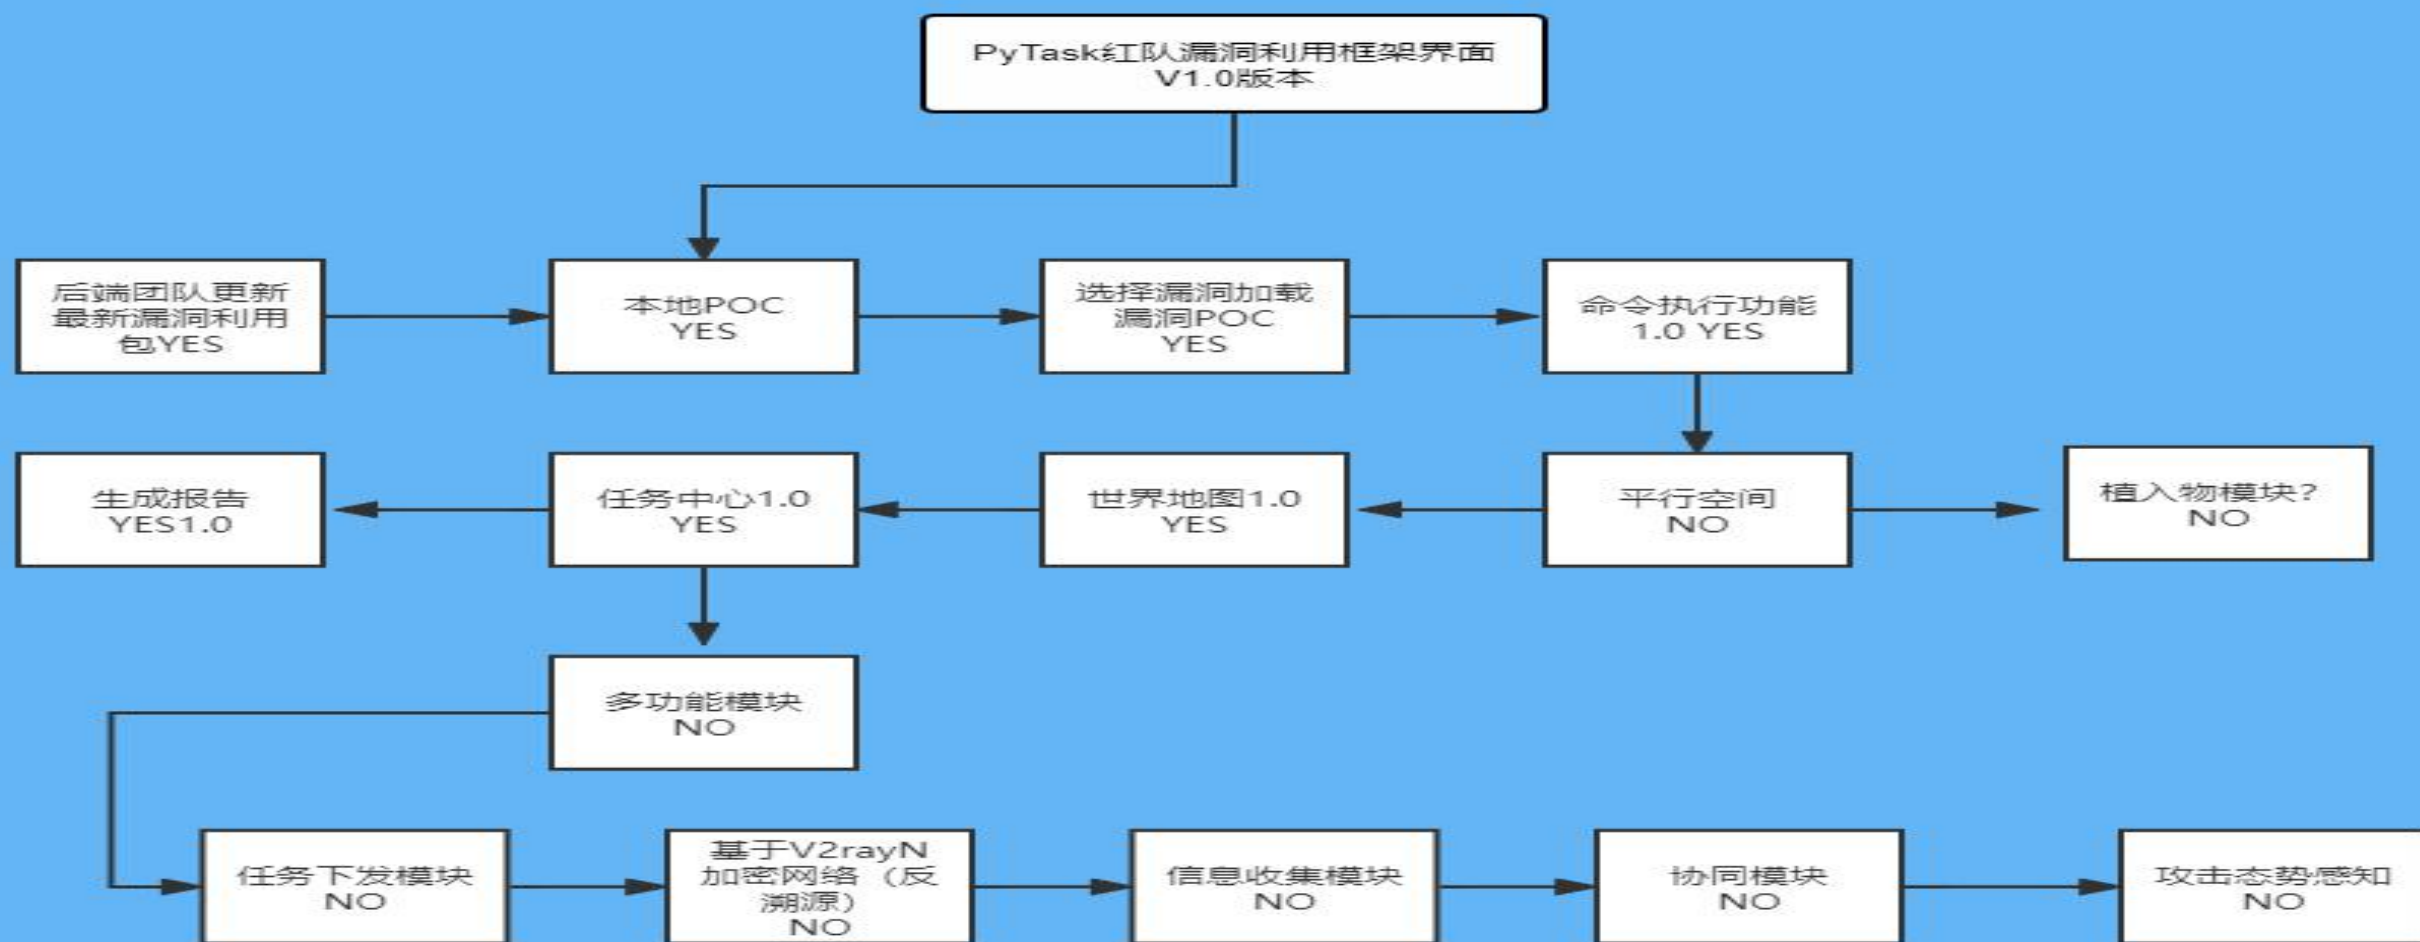 PyTask红队漏洞利用框架界面
V1.0版本
后端团队更新
最新漏洞利用
包YES
本地POC
YES
选择漏洞加载
漏洞POC
YES
命令执行功能
1.0 YES
生成报告
YES1.0
任务中心1.0
YES
世界地图1.0
YES
平行空间
NO
植入物模块?
NO
多功能模块
NO
任务下发模块
NO
基于V2rayN
加密网络（反
溯源）
NO
信息收集模块
NO
协同模块
NO
攻击态势感知
NO